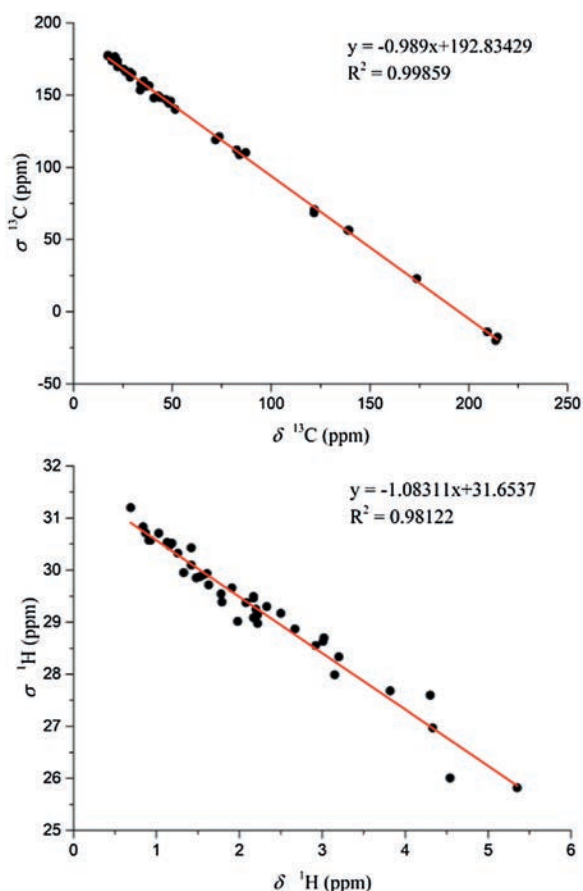 y = -0.989x+192.83429
R² = 0.99859
200
150
100
50
0
-50
σ ¹³C (ppm)
0 50 100 150 200 250
δ ¹³C (ppm)
y = -1.08311x+31.6537
R² = 0.98122
32
31
30
29
28
27
26
25
σ ¹H (ppm)
0 1 2 3 4 5 6
δ ¹H (ppm)